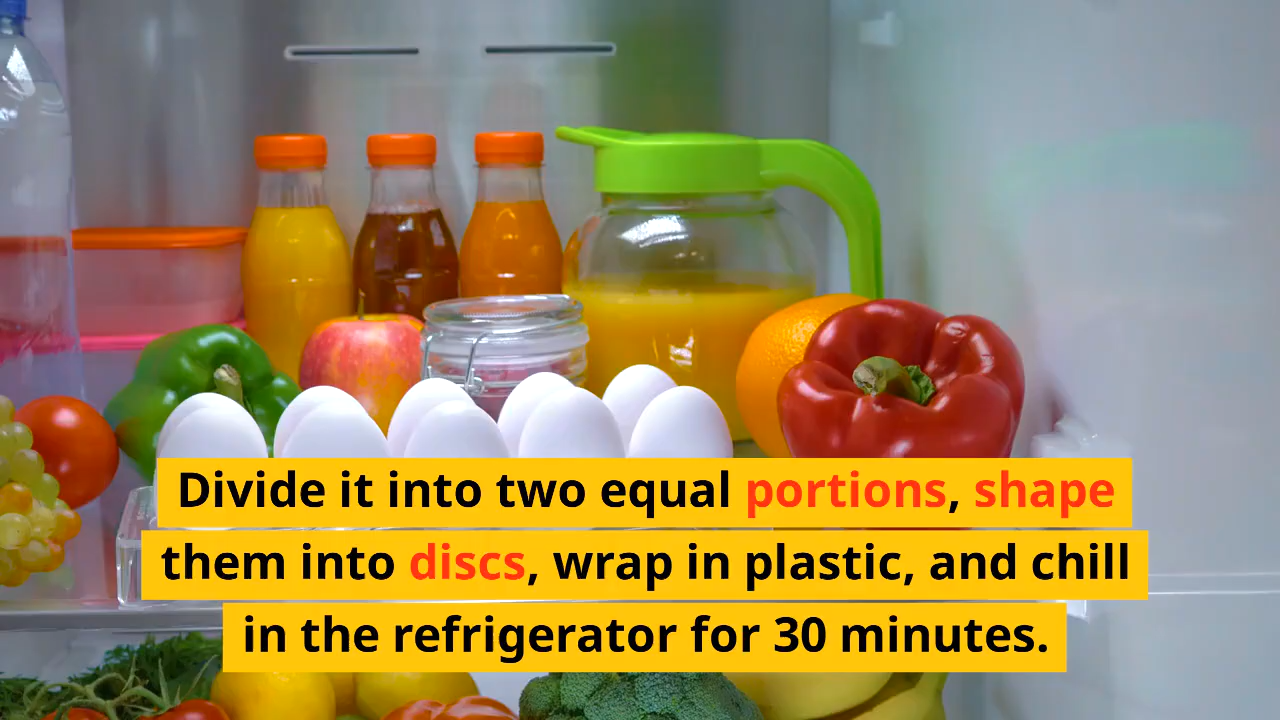 Divide it into two equal portions, shape
them into discs, wrap in plastic, and chill
in the refrigerator for 30 minutes.